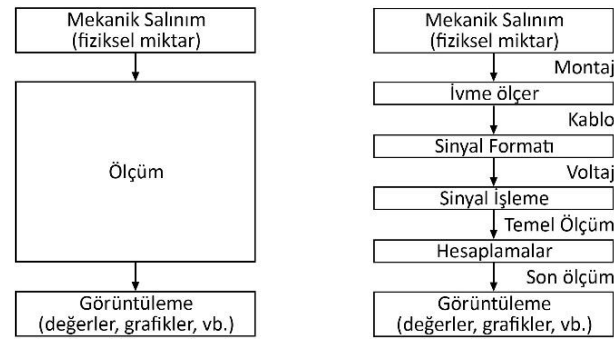 Mekanik Salınım
(fiziksel miktar)
Ölçüm
Görüntüleme
(değerler, grafikler, vb.)
Mekanik Salınım
(fiziksel miktar)
Montaj
İvme ölçer
Kablo
Sinyal Formatı
Voltaj
Sinyal İşleme
Temel Ölçüm
Hesaplamalar
Son ölçüm
Görüntüleme
(değerler, grafikler, vb.)